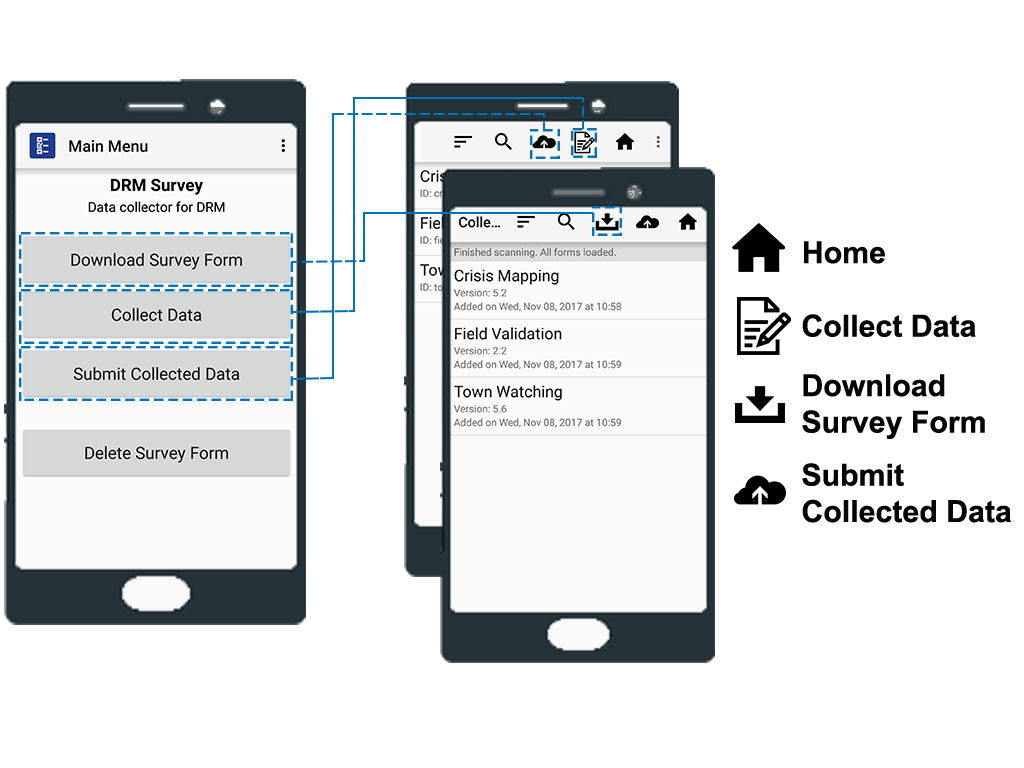 Main Menu
DRM Survey
Data collector for DRM
Download Survey Form
Collect Data
Submit Collected Data
Delete Survey Form
Cris
ID: cr
Fiel
ID: fie
Tow
ID: to
Colle...
Finished scanning. All forms loaded.
Crisis Mapping
Version: 5.2
Added on Wed, Nov 08, 2017 at 10:58
Field Validation
Version: 2.2
Added on Wed, Nov 08, 2017 at 10:59
Town Watching
Version: 5.6
Added on Wed, Nov 08, 2017 at 10:59
Home
Collect Data
Download
Survey Form
Submit
Collected Data